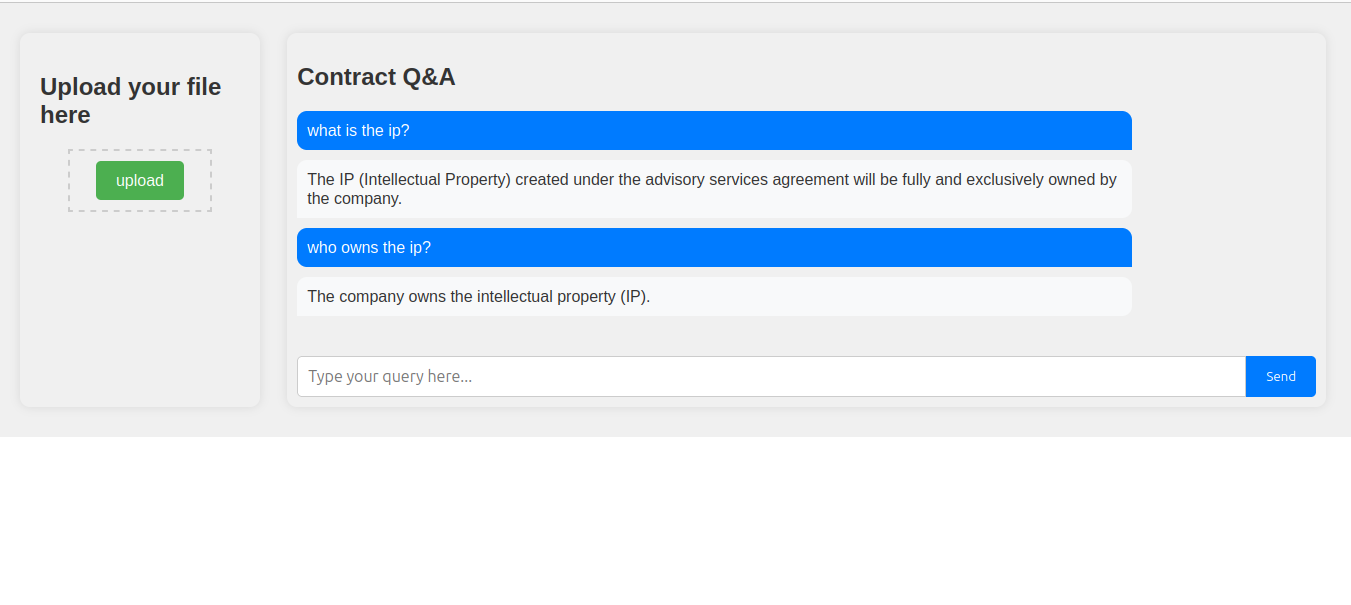 Upload your file
here
upload
Contract Q&A
what is the ip?
The IP (Intellectual Property) created under the advisory services agreement will be fully and exclusively owned by
the company.
who owns the ip?
The company owns the intellectual property (IP).
Type your query here...
Send